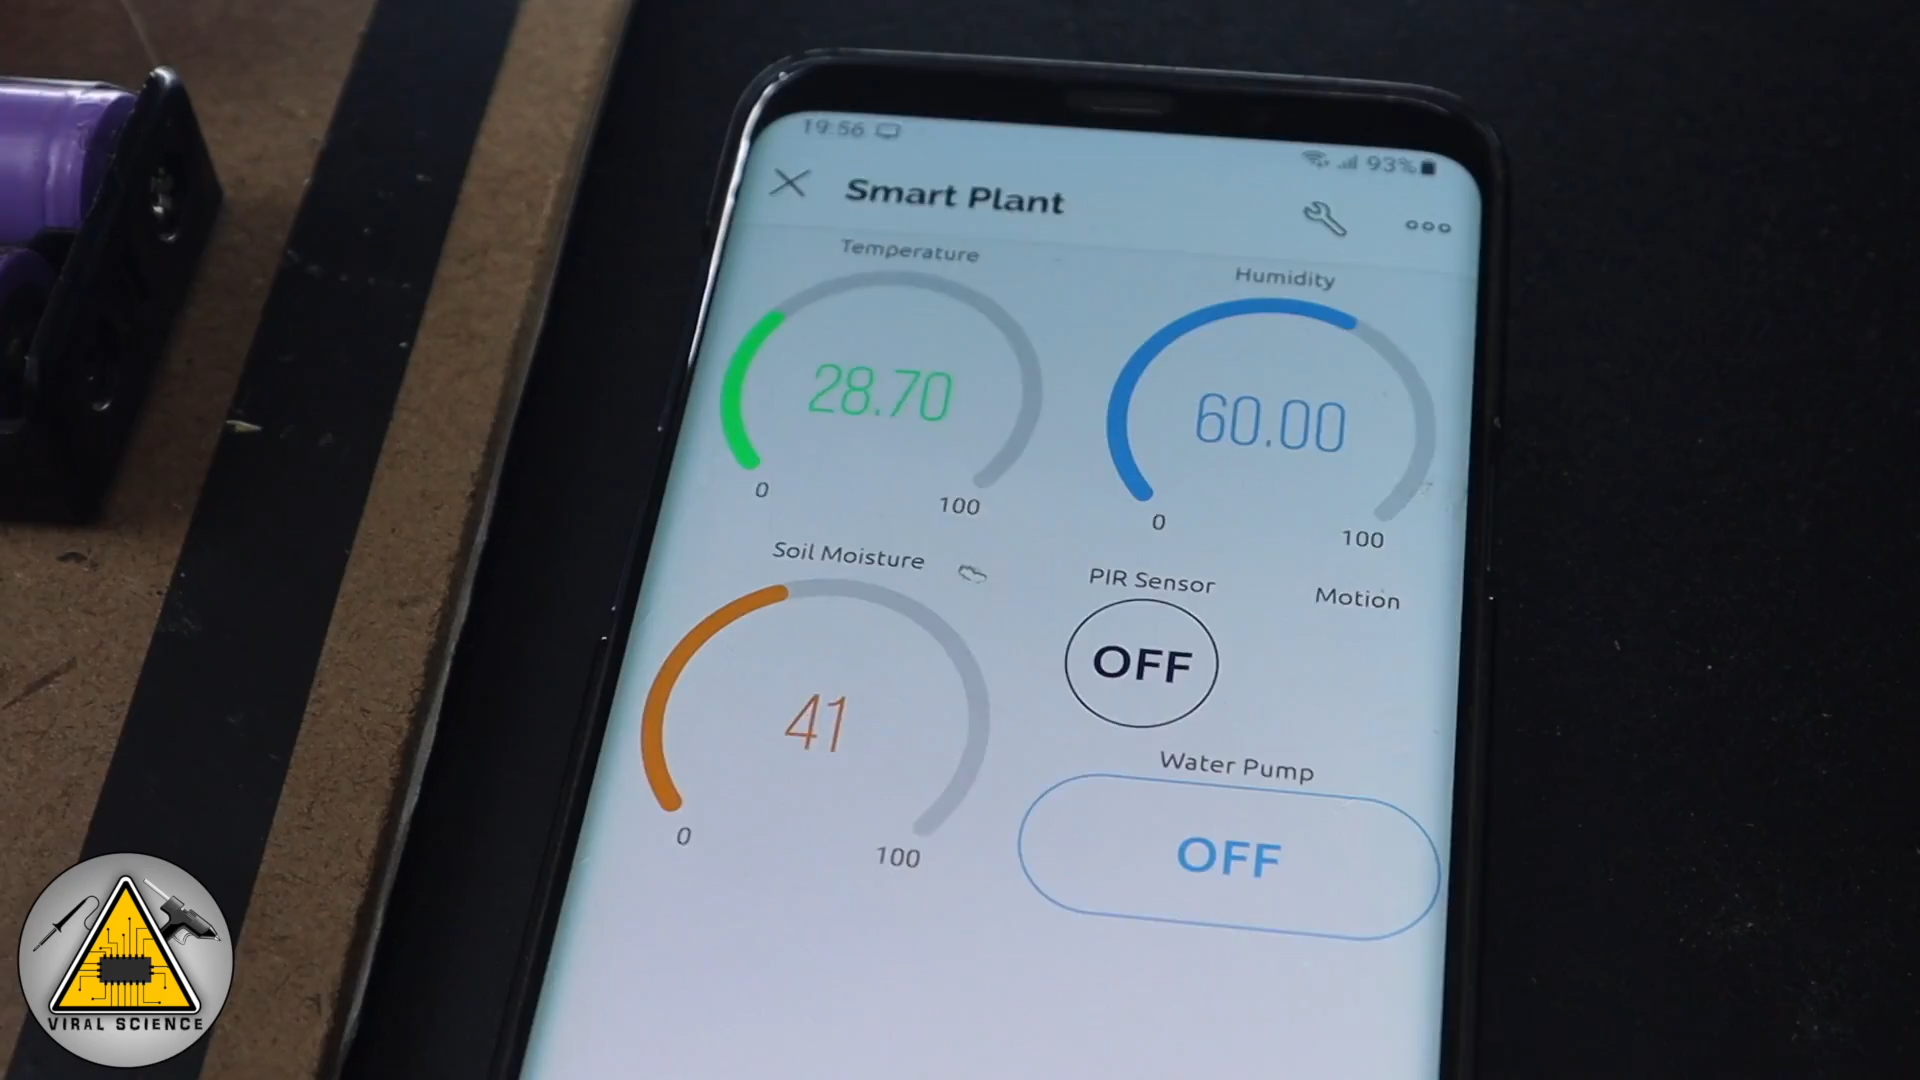 19:56
93%
Smart Plant
Temperature
Humidity
28.70
60.00
0
100
0
100
Soil Moisture
PIR Sensor
Motion
OFF
41
Water Pump
OFF
0
100
VIRAL SCIENCE